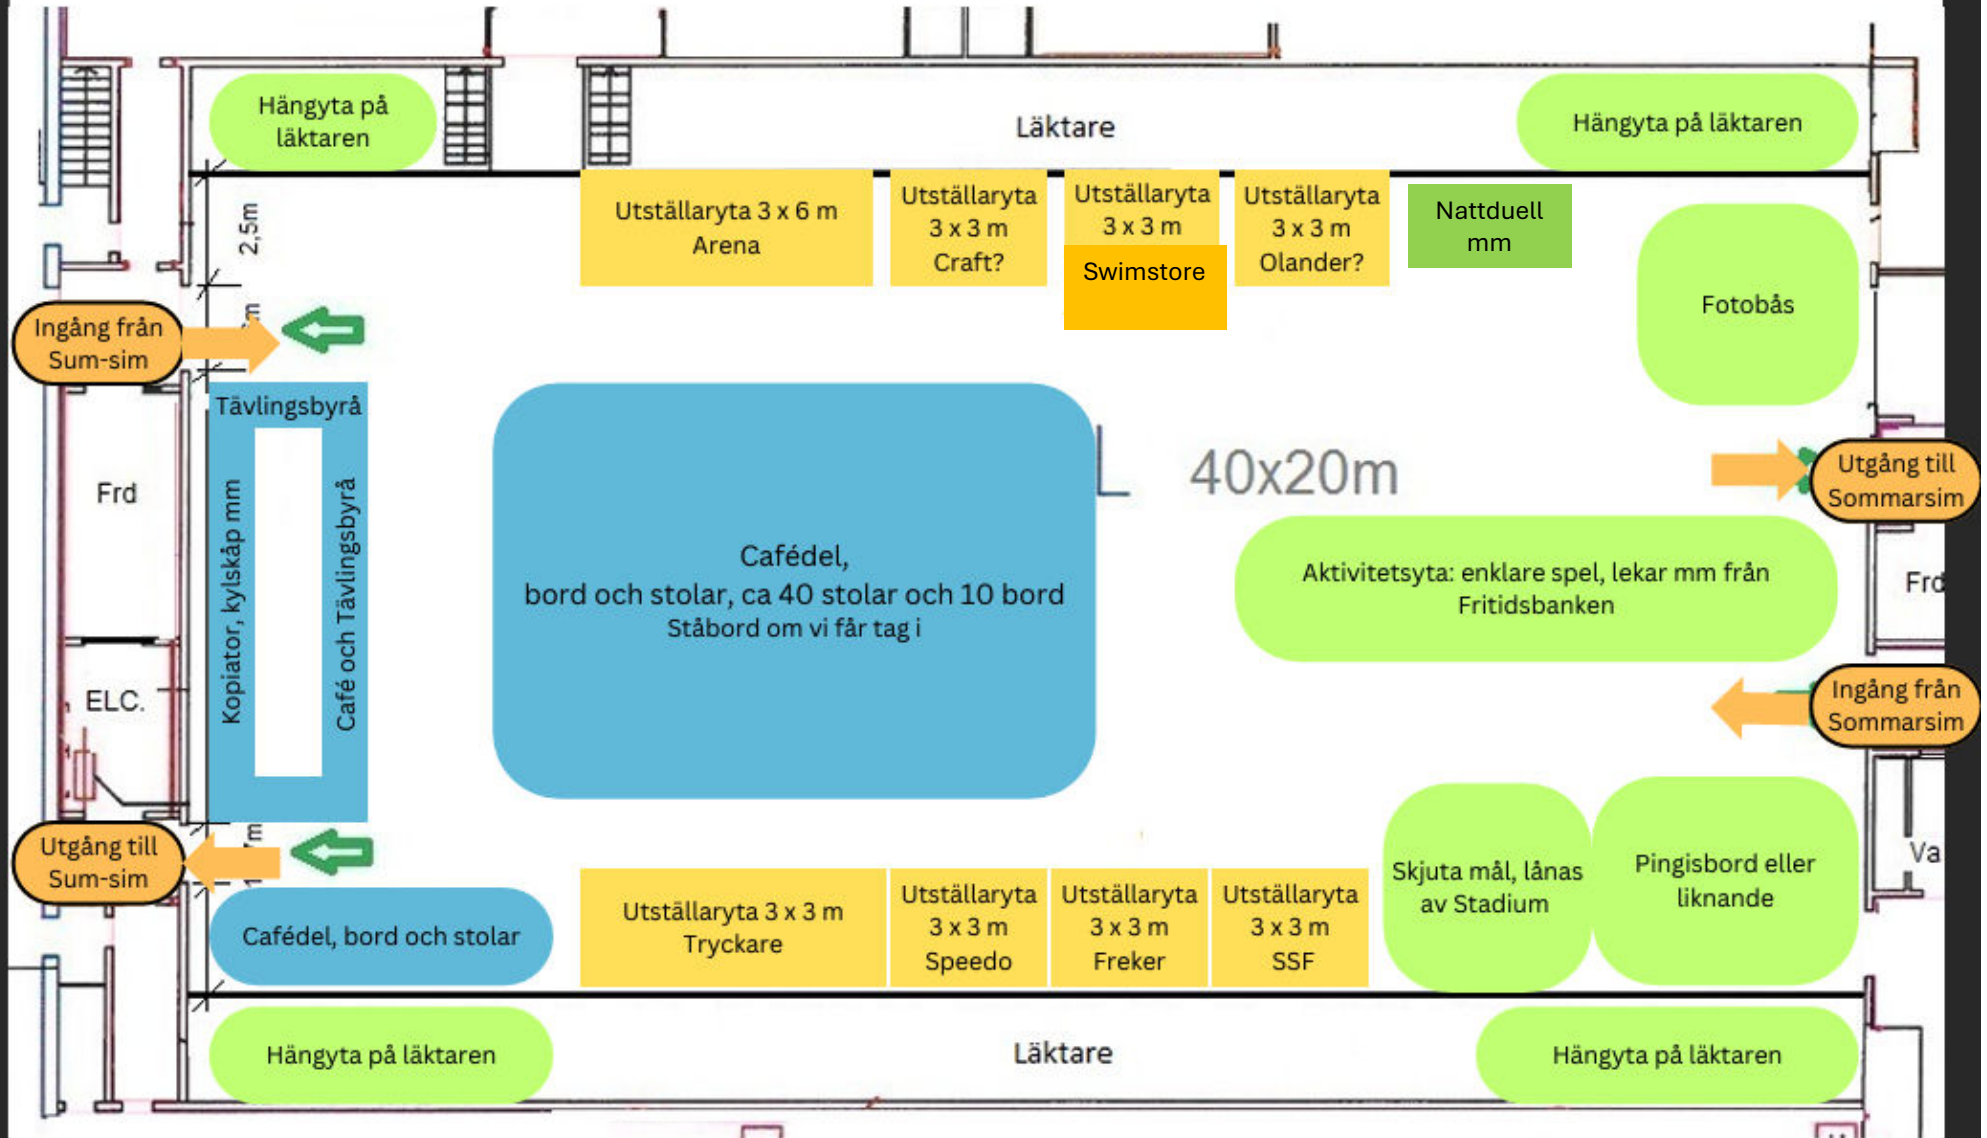 Hängyta på
läktaren
Läktare
Hängyta på läktaren
2,5m
Utställaryta 3 x 6 m
Arena
Utställaryta
3 x 3 m
Craft?
Utställaryta
3 x 3 m
Swimstore
Utställaryta
3 x 3 m
Olander?
Nattduell
mm
Fotobås
Ingång från
Sum-sim
Tävlingsbyrå
Kopiator, kylskåp mm
Café och Tävlingsbyrå
Frd
ELC.
Cafédel,
bord och stolar, ca 40 stolar och 10 bord
Ståbord om vi får tag i
40x20m
Utgång till
Sommarsim
Aktivitetsyta: enklare spel, lekar mm från
Fritidsbanken
Frd
Ingång från
Sommarsim
Utgång till
Sum-sim
Cafédel, bord och stolar
Utställaryta 3 x 3 m
Tryckare
Utställaryta
3 x 3 m
Speedo
Utställaryta
3 x 3 m
Freker
Utställaryta
3 x 3 m
SSF
Skjuta mål, lånas
av Stadium
Pingisbord eller
liknande
Va
Hängyta på läktaren
Läktare
Hängyta på läktaren